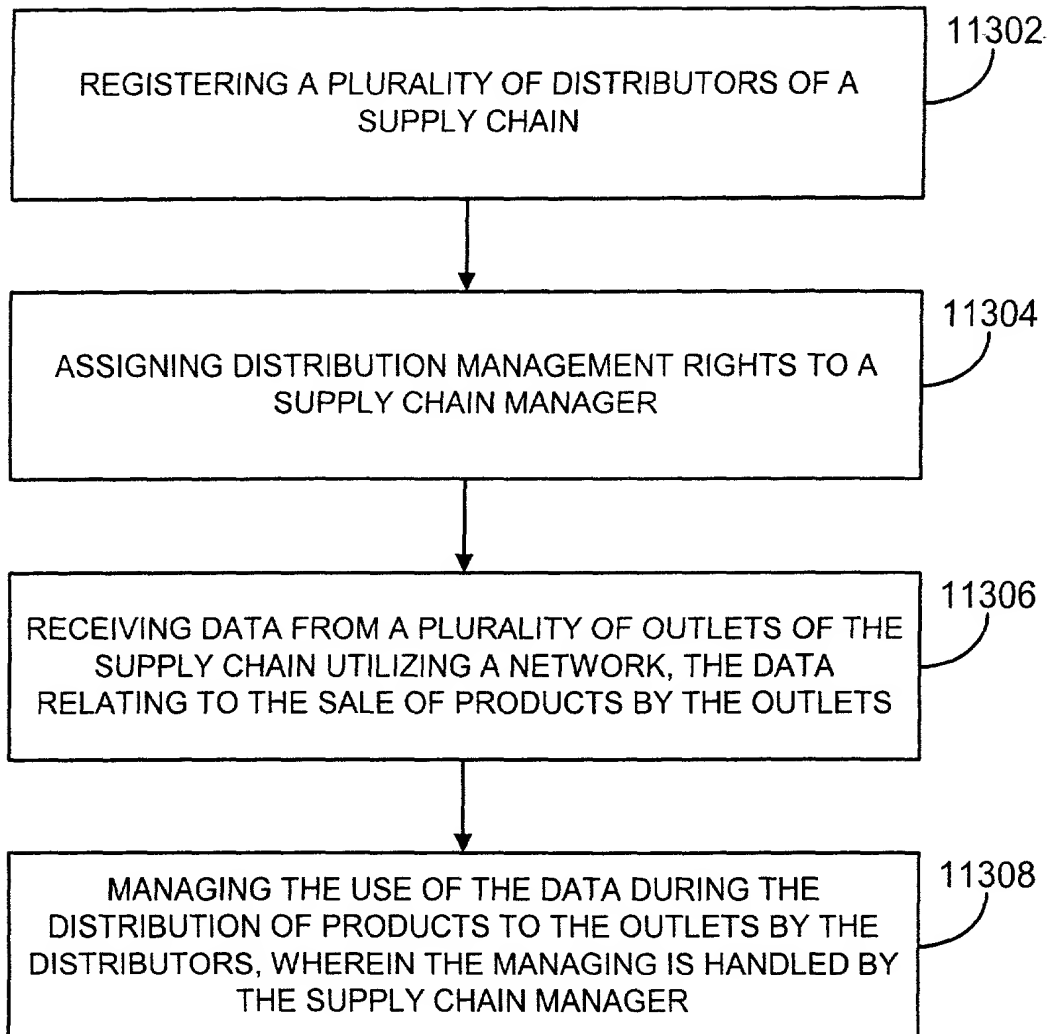 11302
REGISTERING A PLURALITY OF DISTRIBUTORS OF A
SUPPLY CHAIN
11304
ASSIGNING DISTRIBUTION MANAGEMENT RIGHTS TO A
SUPPLY CHAIN MANAGER
11306
RECEIVING DATA FROM A PLURALITY OF OUTLETS OF THE
SUPPLY CHAIN UTILIZING A NETWORK, THE DATA
RELATING TO THE SALE OF PRODUCTS BY THE OUTLETS
11308
MANAGING THE USE OF THE DATA DURING THE
DISTRIBUTION OF PRODUCTS TO THE OUTLETS BY THE
DISTRIBUTORS, WHEREIN THE MANAGING IS HANDLED BY
THE SUPPLY CHAIN MANAGER